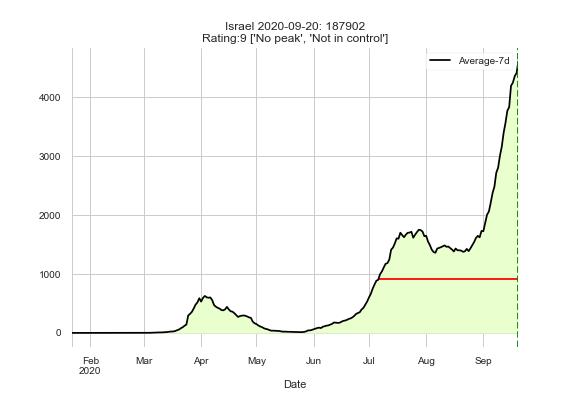 Israel 2020-09-20: 187902
Rating:9 ['No peak', 'Not in control']
Average-7d
4000
3000
2000
1000
0
Feb
2020
Mar
Apr
May
Jun
Jul
Aug
Sep
Date